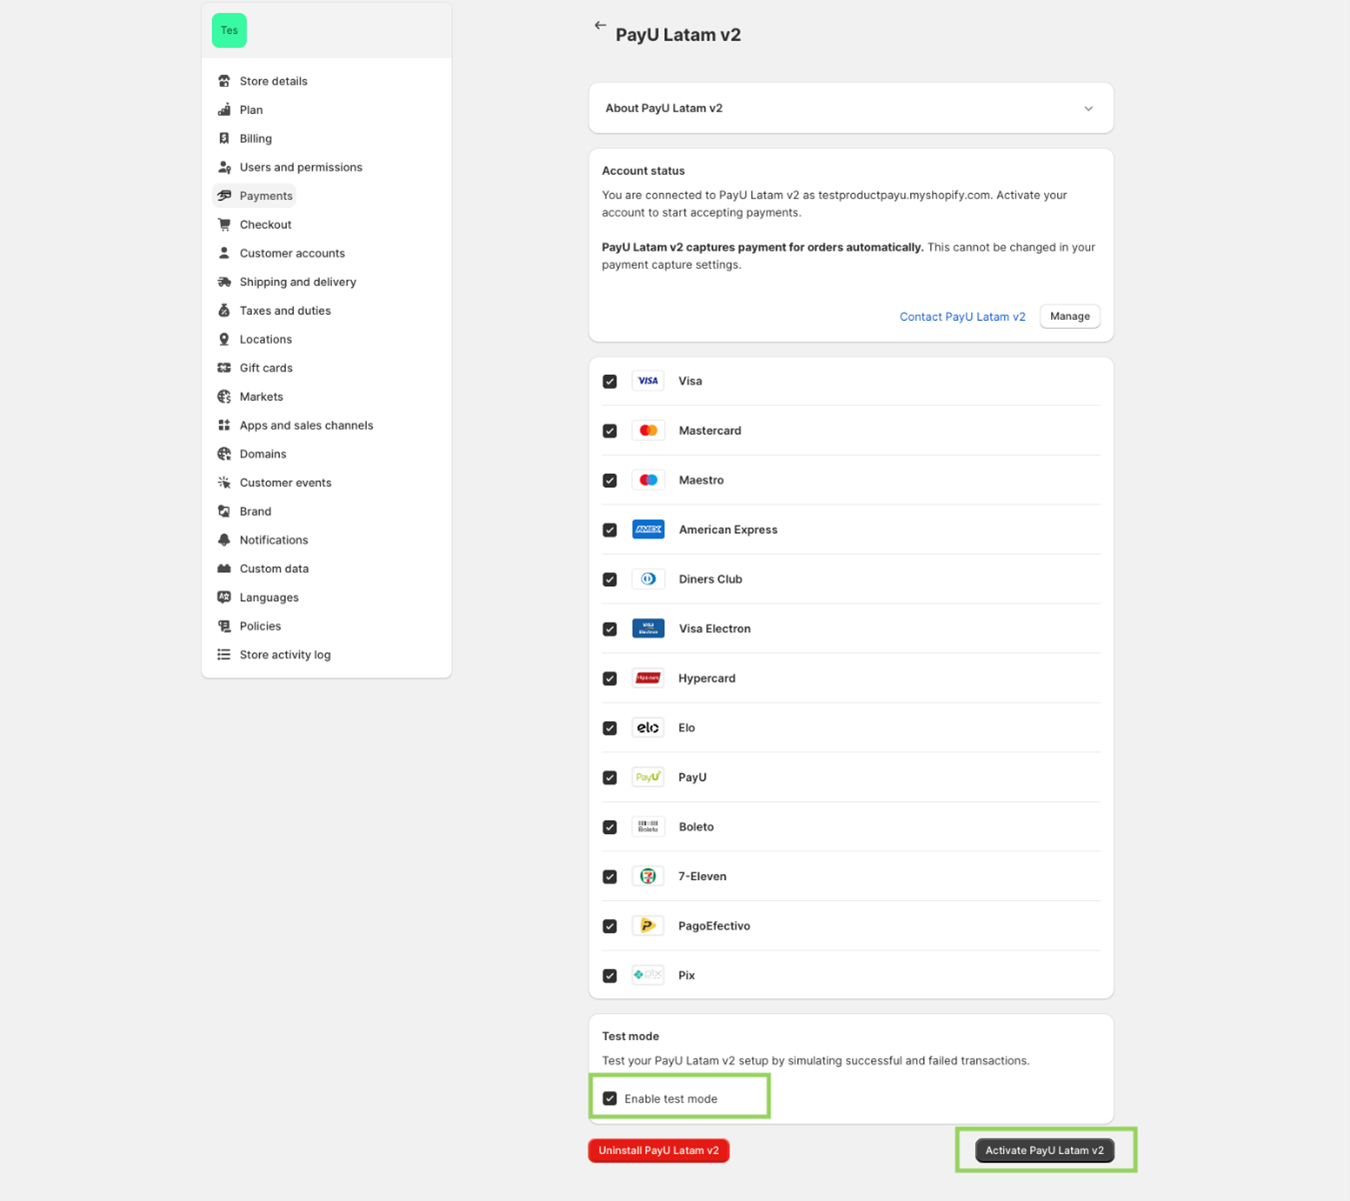 Tes
Store details
Plan
Billing
Users and permissions
Payments
Checkout
Customer accounts
Shipping and delivery
Taxes and duties
Locations
Gift cards
Markets
Apps and sales channels
Domains
Customer events
Brand
Notifications
Custom data
Languages
Policies
Store activity log
PayU Latam v2
About PayU Latam v2
Account status
You are connected to PayU Latam v2 as testproductpayu.myshopify.com. Activate your
account to start accepting payments.
PayU Latam v2 captures payment for orders automatically. This cannot be changed in your
payment capture settings.
Contact PayU Latam v2 Manage
VISA Visa
Mastercard
Maestro
AMEX American Express
Diners Club
VISA Electron Visa Electron
Hypercard
elo Elo
PayU PayU
Boleto Boleto
7-Eleven
PagoEfectivo
pix Pix
Test mode
Test your PayU Latam v2 setup by simulating successful and failed transactions.
Enable test mode
Uninstall PayU Latam v2 Activate PayU Latam v2